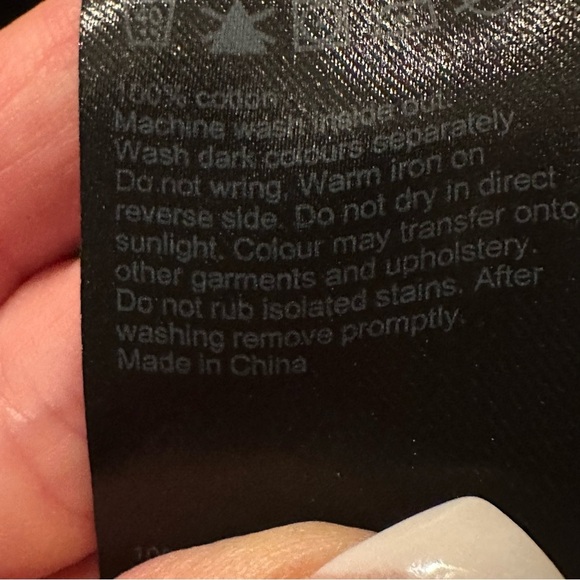 40
100% cotton.
Machine wash inside out.
Wash dark colours separately
Do not wring. Warm iron on
reverse side. Do not dry in direct
sunlight. Colour may transfer onto
other garments and upholstery.
Do not rub isolated stains. After
washing remove promptly.
Made in China